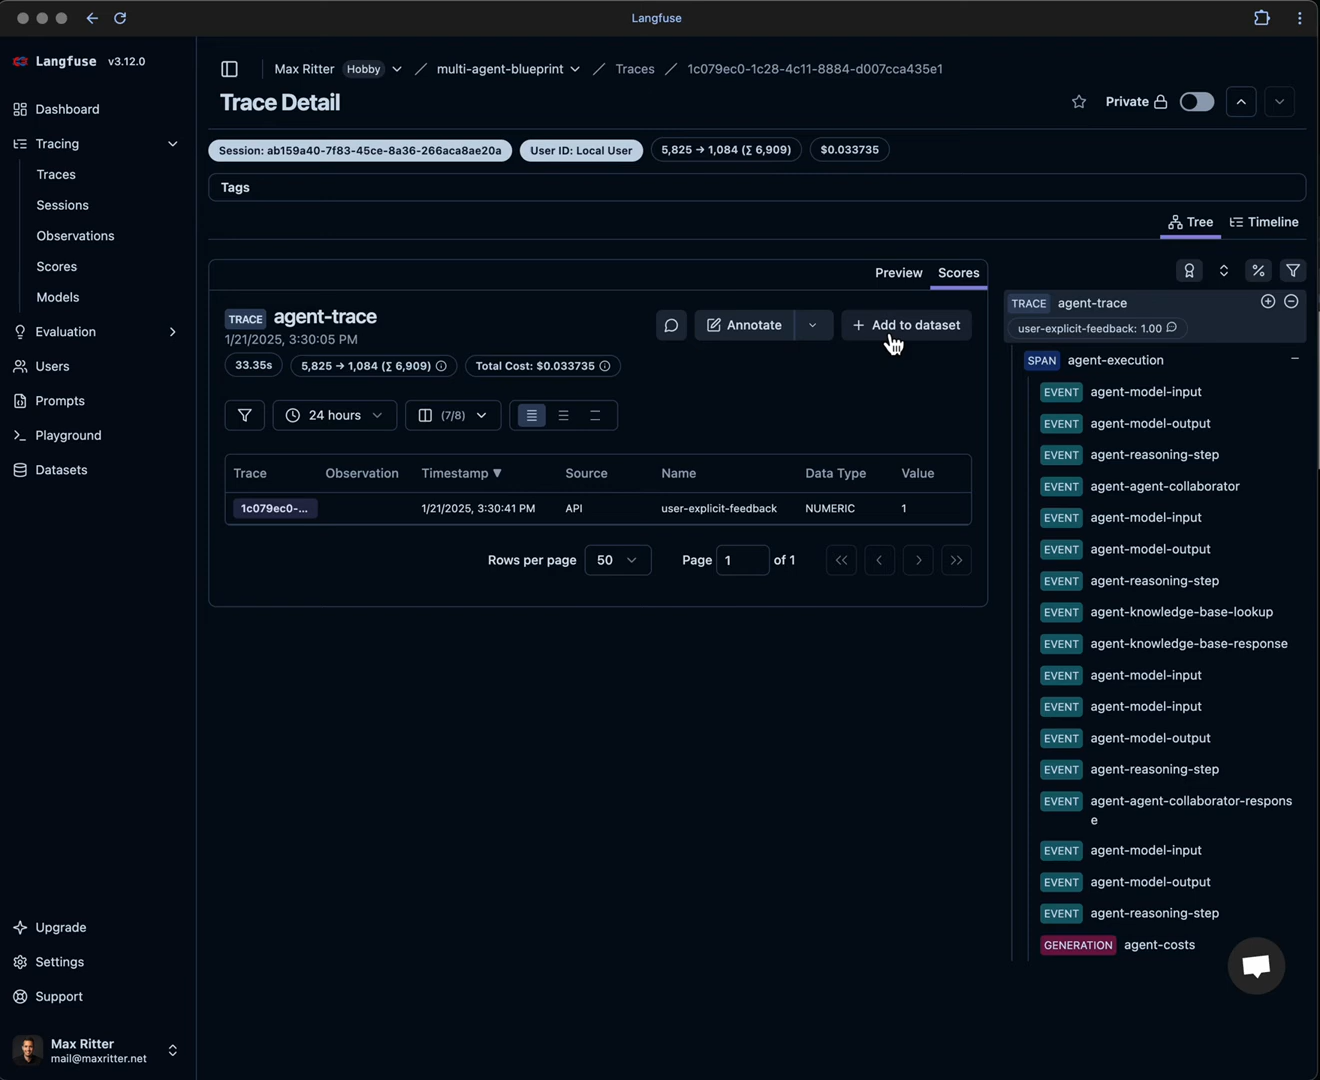 Langfuse
Langfuse v3.12.0
Dashboard
Tracing
Traces
Sessions
Observations
Scores
Models
Evaluation
Users
Prompts
Playground
Datasets
Upgrade
Settings
Support
Max Ritter
mail@maxritter.net
Max Ritter Hobby / multi-agent-blueprint / Traces / 1c079ec0-1c28-4c11-8884-d007cca435e1
Trace Detail
Private
Session: ab159a40-7f83-45ce-8a36-266aca8ae20a User ID: Local User 5,825 → 1,084 (∑ 6,909) $0.033735
Tags
Tree Timeline
Preview Scores
TRACE agent-trace
1/21/2025, 3:30:05 PM
Annotate + Add to dataset
33.35s 5,825 → 1,084 (∑ 6,909) Total Cost: $0.033735
24 hours (7/8)
Trace Observation Timestamp ▼ Source Name Data Type Value
1c079ec0-... 1/21/2025, 3:30:41 PM API user-explicit-feedback NUMERIC 1
Rows per page 50 Page 1 of 1
TRACE agent-trace
user-explicit-feedback: 1.00
SPAN agent-execution
EVENT agent-model-input
EVENT agent-model-output
EVENT agent-reasoning-step
EVENT agent-agent-collaborator
EVENT agent-model-input
EVENT agent-model-output
EVENT agent-reasoning-step
EVENT agent-knowledge-base-lookup
EVENT agent-knowledge-base-response
EVENT agent-model-input
EVENT agent-model-input
EVENT agent-model-output
EVENT agent-reasoning-step
EVENT agent-agent-collaborator-respons
e
EVENT agent-model-input
EVENT agent-model-output
EVENT agent-reasoning-step
GENERATION agent-costs